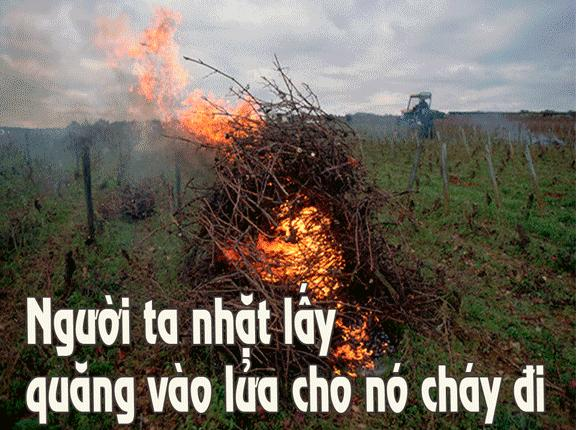 Người ta nhặt lấy
quăng vào lửa cho nó cháy đi